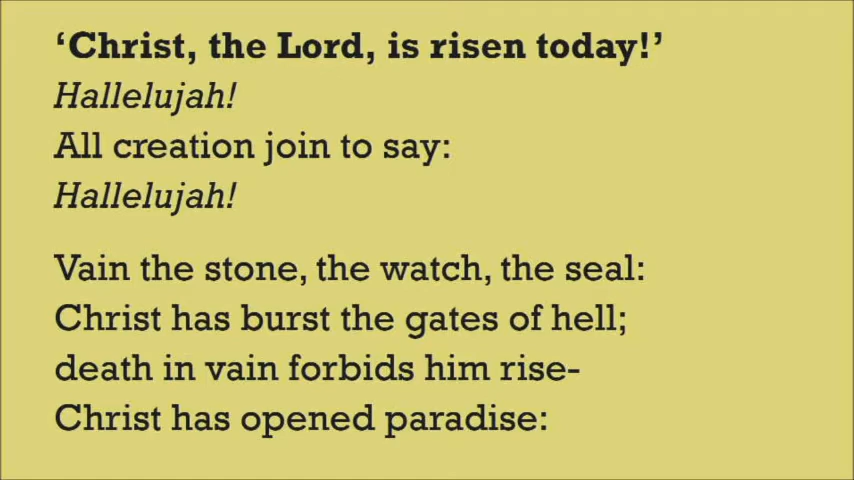 ‘Christ, the Lord, is risen today!’
Hallelujah!
All creation join to say:
Hallelujah!
Vain the stone, the watch, the seal:
Christ has burst the gates of hell;
death in vain forbids him rise-
Christ has opened paradise: